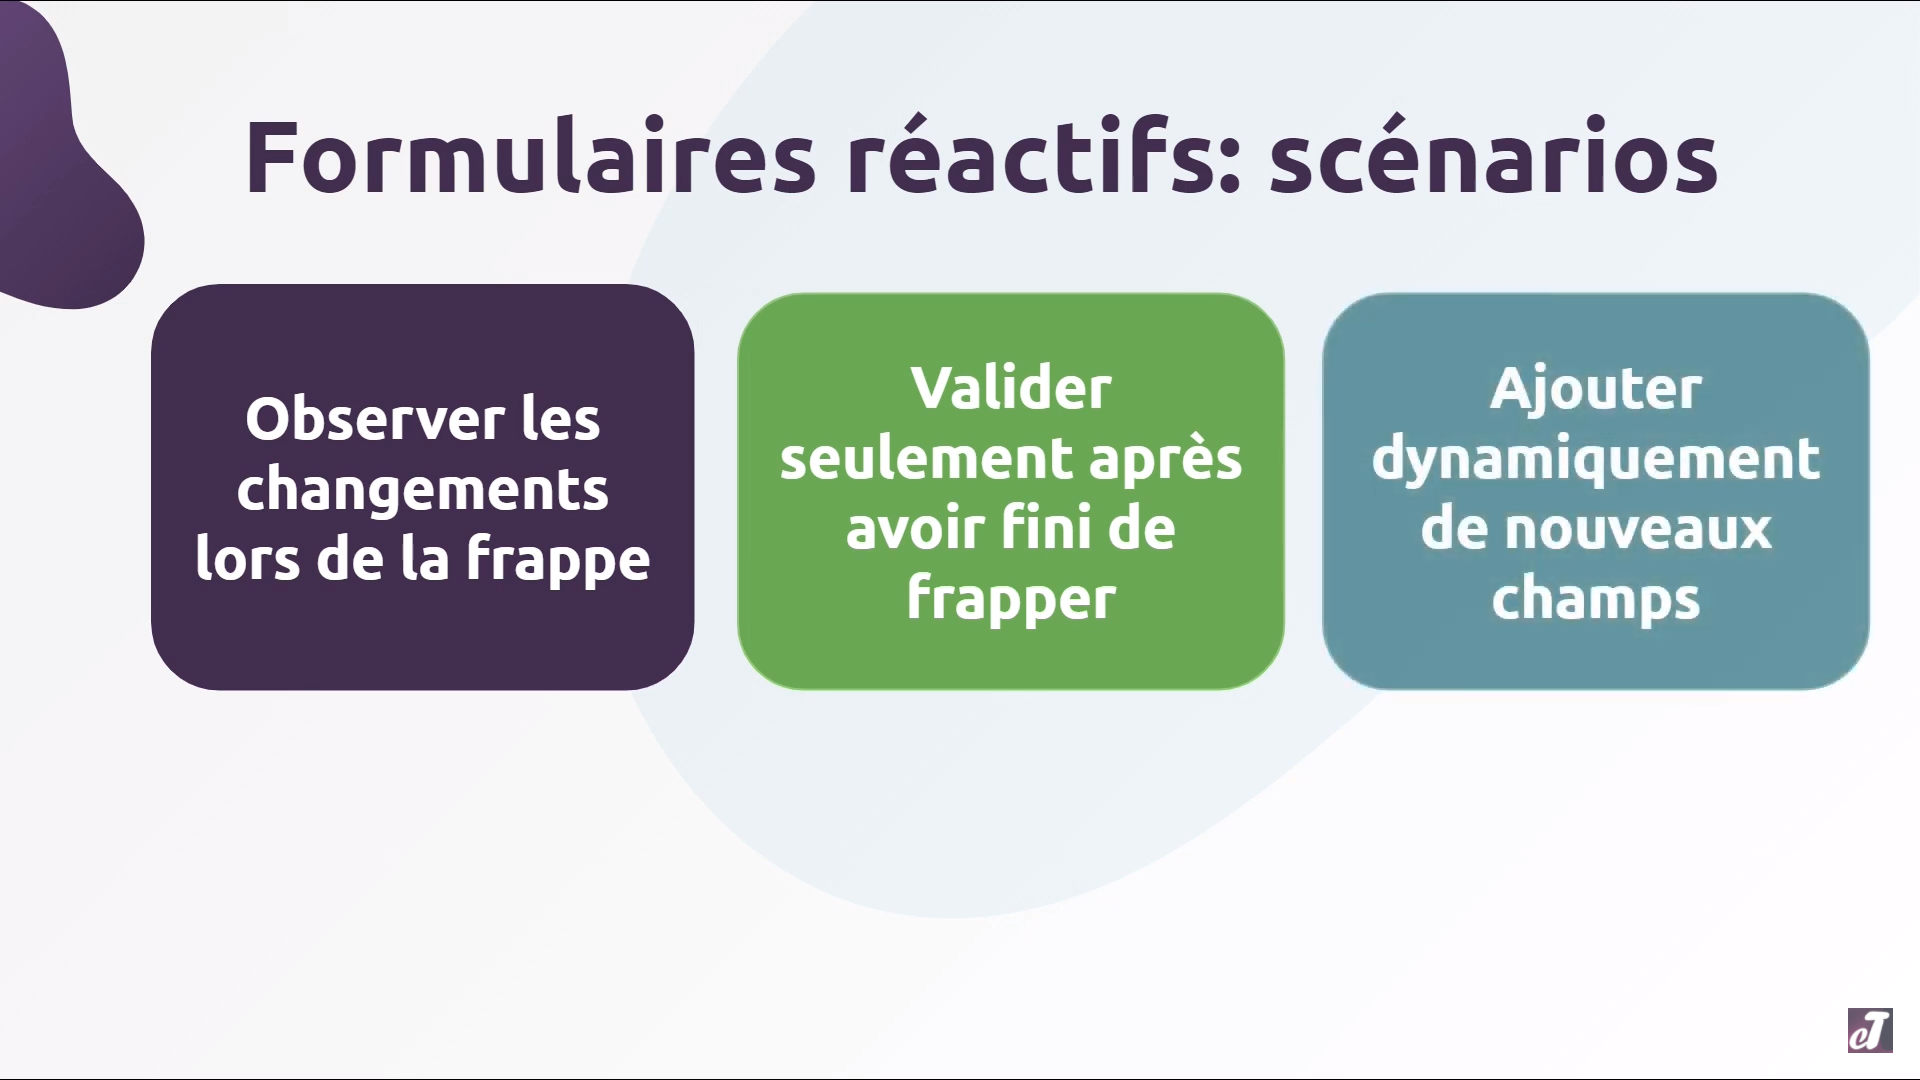 Formulaires réactifs: scénarios
Observer les
changements
lors de la frappe
Valider
seulement après
avoir fini de
frapper
Ajouter
dynamiquement
de nouveaux
champs
eT